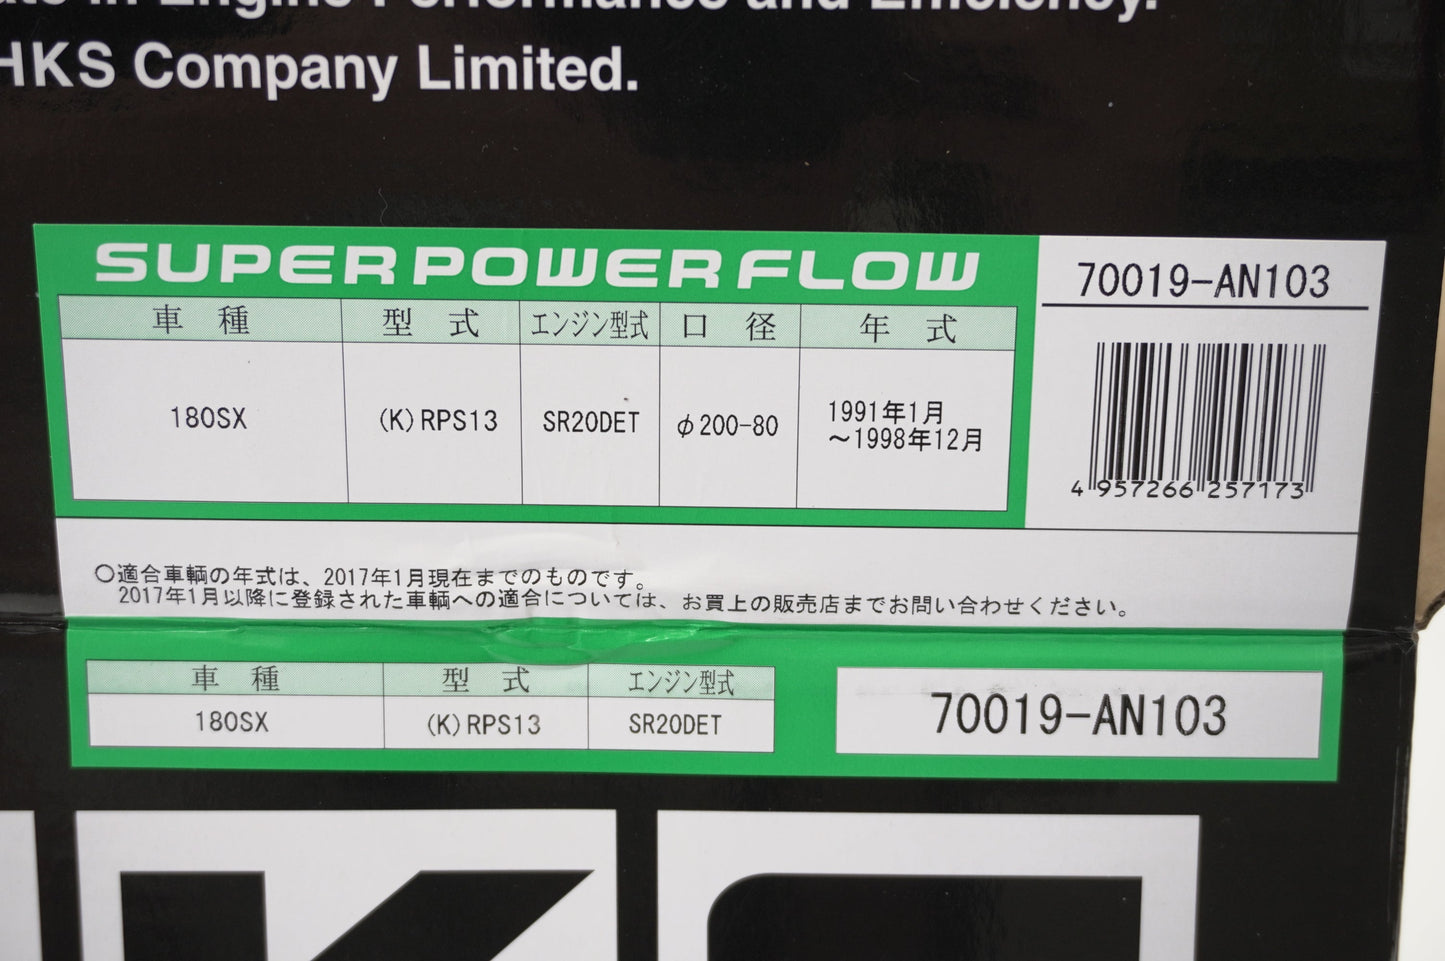 in Engine Performance and Efficiency.
HKS Company Limited.
SUPER POWER FLOW
70019-AN103
車 種 型 式 エンジン型式 口 径 年 式
180SX (K)RPS13 SR20DET φ200-80 1991年1月
～1998年12月
4 957266 257173
○適合車輌の年式は、2017年1月現在までのものです。
2017年1月以降に登録された車輌への適合については、お買上の販売店までお問い合わせください。
車 種 型 式 エンジン型式
180SX (K)RPS13 SR20DET
70019-AN103